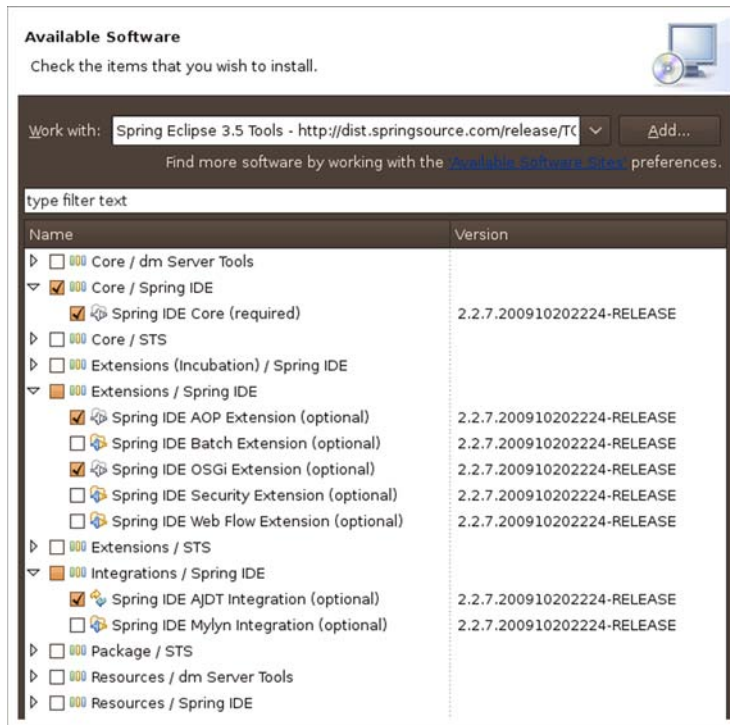 Available Software
Check the items that you wish to install.
Work with: Spring Eclipse 3.5 Tools - http://dist.springsource.com/release/TC Add...
Find more software by working with the 'Available Software Sites' preferences.
type filter text
Name Version
Core / dm Server Tools
Core / Spring IDE
Spring IDE Core (required) 2.2.7.200910202224-RELEASE
Core / STS
Extensions (Incubation) / Spring IDE
Extensions / Spring IDE
Spring IDE AOP Extension (optional) 2.2.7.200910202224-RELEASE
Spring IDE Batch Extension (optional) 2.2.7.200910202224-RELEASE
Spring IDE OSGi Extension (optional) 2.2.7.200910202224-RELEASE
Spring IDE Security Extension (optional) 2.2.7.200910202224-RELEASE
Spring IDE Web Flow Extension (optional) 2.2.7.200910202224-RELEASE
Extensions / STS
Integrations / Spring IDE
Spring IDE AJDT Integration (optional) 2.2.7.200910202224-RELEASE
Spring IDE Mylyn Integration (optional) 2.2.7.200910202224-RELEASE
Package / STS
Resources / dm Server Tools
Resources / Spring IDE